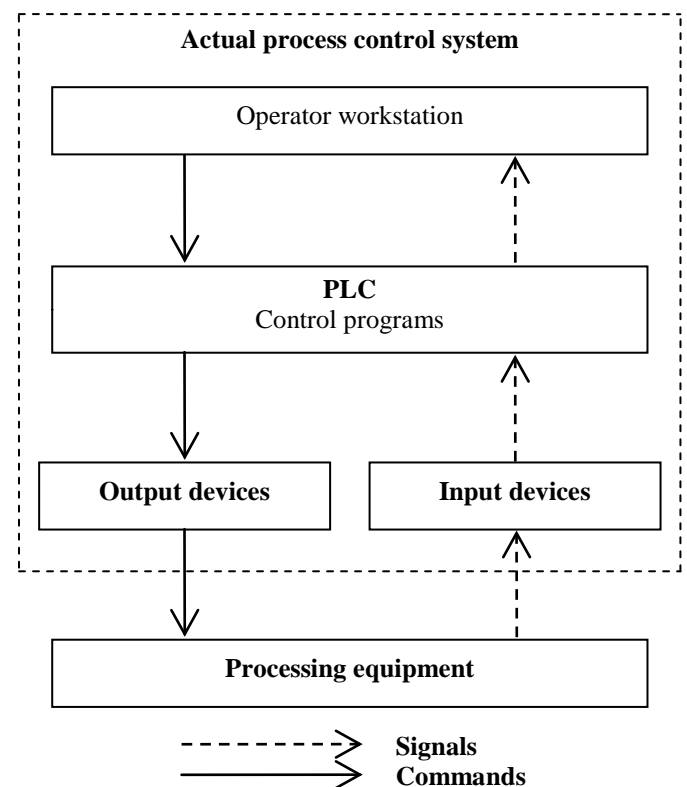 Actual process control system
Operator workstation
PLC
Control programs
Output devices
Input devices
Processing equipment
Signals
Commands